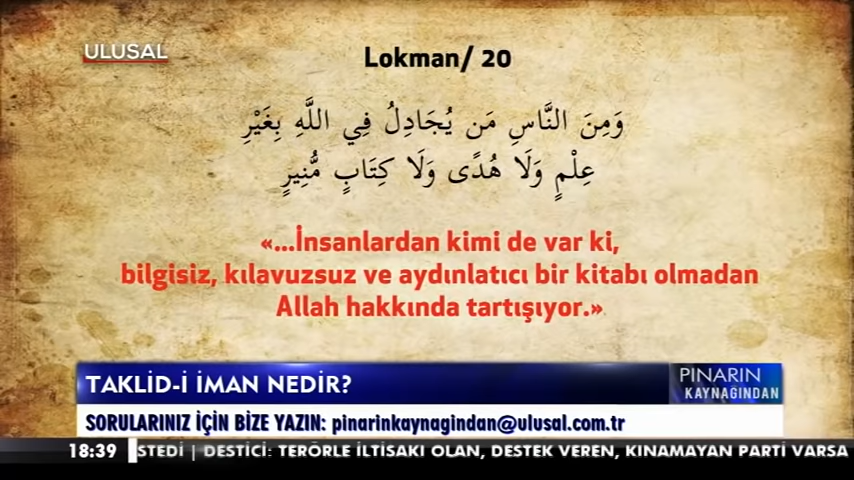 ULUSAL
Lokman/ 20
وَمِنَ النَّاسِ مَن يُجَادِلُ فِي اللَّهِ بِغَيْرِ
عِلْمٍ وَلَا هُدًى وَلَا كِتَابٍ مُّنِيرٍ
«...İnsanlardan kimi de var ki,
bilgisiz, kılavuzsuz ve aydınlatıcı bir kitabı olmadan
Allah hakkında tartışıyor.»
TAKLİD-İ İMAN NEDİR?
PINARIN
KAYNAĞINDAN
SORULARINIZ İÇİN BİZE YAZIN: pinarinkaynagindan@ulusal.com.tr
18:39 STEDİ | DESTİCİ: TERÖRLE İLTİSAKI OLAN, DESTEK VEREN, KINAMAYAN PARTİ VARSA